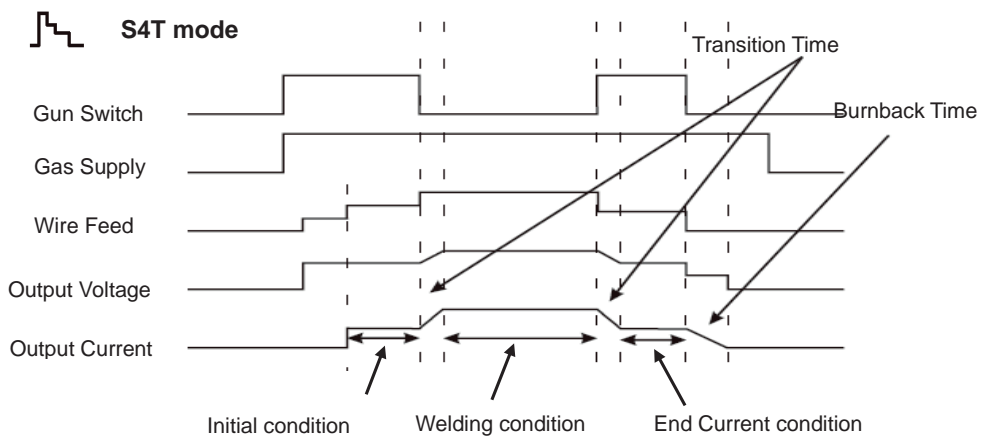 S4T mode
Transition Time
Gun Switch
Burnback Time
Gas Supply
Wire Feed
Output Voltage
Output Current
Initial condition
Welding condition
End Current condition